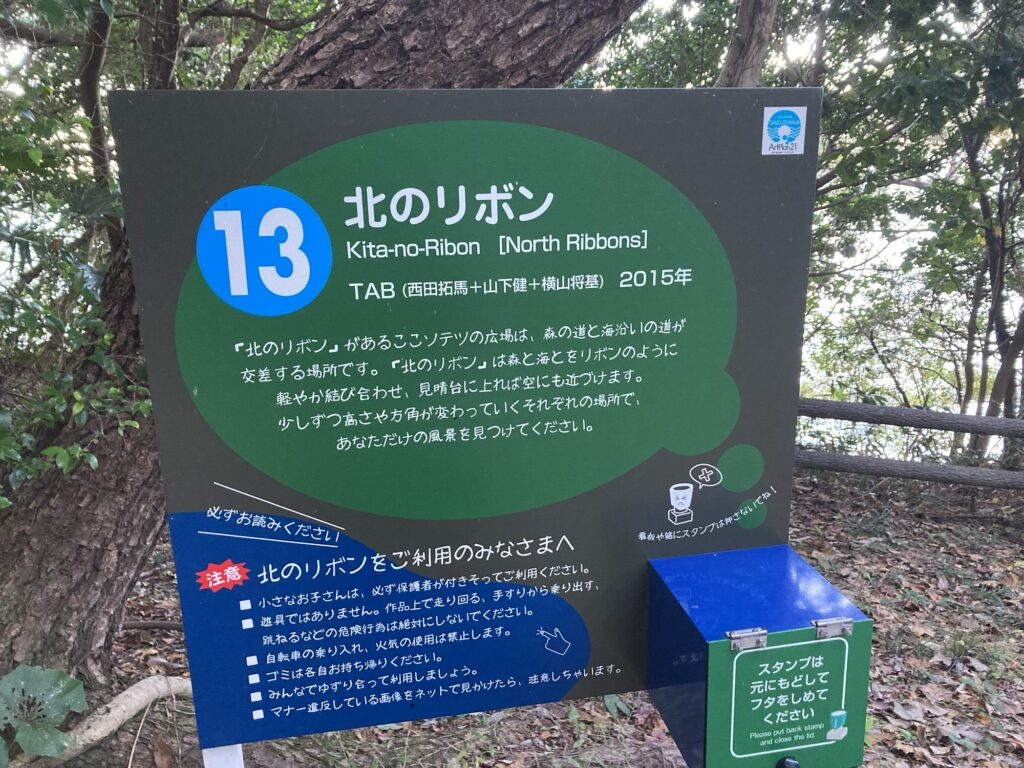 SAKUSHIMA
ArtPlan21
13
北のリボン
Kita-no-Ribon [North Ribbons]
TAB (西田拓馬+山下健+横山将基) 2015年
『北のリボン』があるここソテツの広場は、森の道と海沿いの道が
交差する場所です。『北のリボン』は森と海とをリボンのように
軽やか結び合わせ、見晴台に上れば空にも近づけます。
少しずつ高さや方角が変わっていくそれぞれの場所で、
あなただけの風景を見つけてください。
看板や箱にスタンプは押さないでね!
必ずお読みください
注意 北のリボンをご利用のみなさまへ
■ 小さなお子さんは、必ず保護者が付きそってご利用ください。
■ 遊具ではありません。作品上で走り回る、手すりから乗り出す、
跳ねるなどの危険行為は絶対にしないでください。
■ 自転車の乗り入れ、火気の使用は禁止します。
■ ゴミは各自お持ち帰りください。
■ みんなでゆずり合って利用しましょう。
■ マナー違反している画像をネットで見かけたら、注意しちゃいます。
スタンプは
元にもどして
フタをしめて
ください
Please put back stamp
and close the lid.